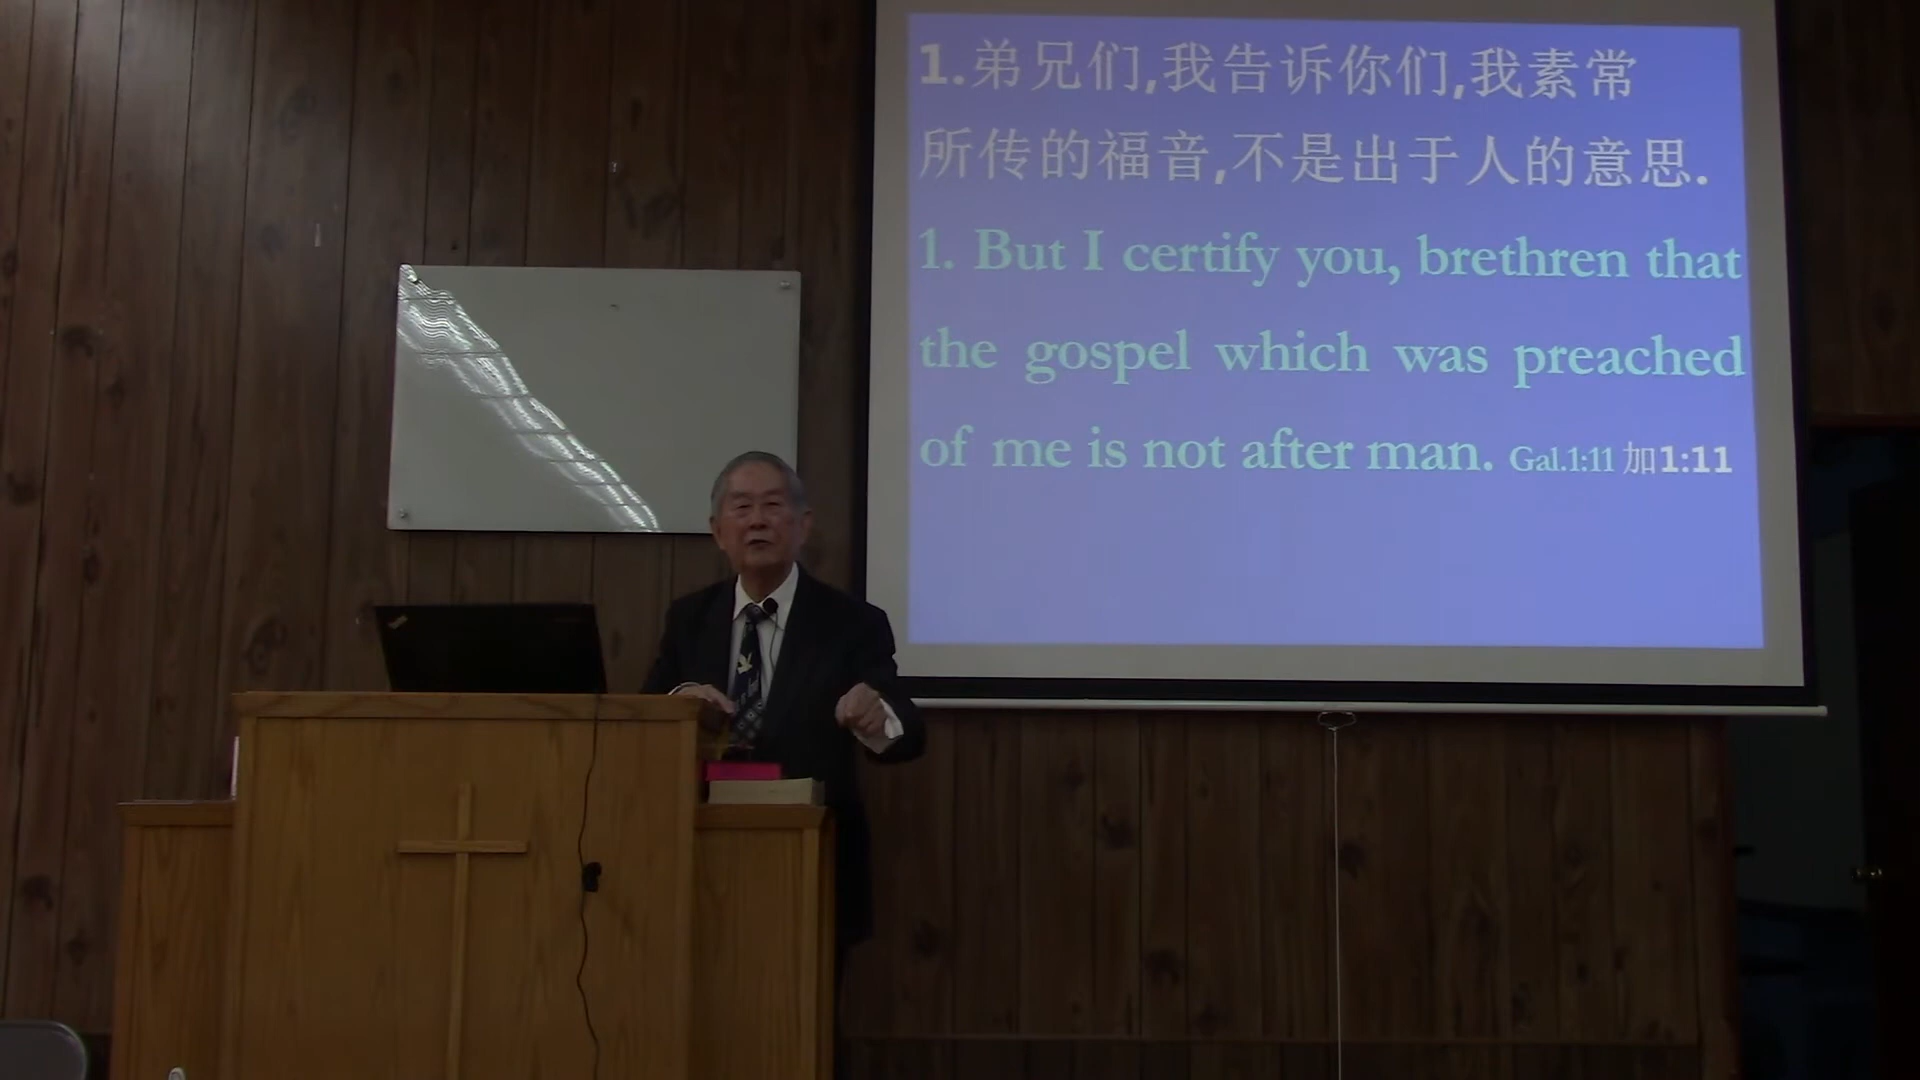 1.弟兄们,我告诉你们,我素常
所传的福音,不是出于人的意思.
1. But I certify you, brethren that
the gospel which was preached
of me is not after man. Gal.1:11 加1:11